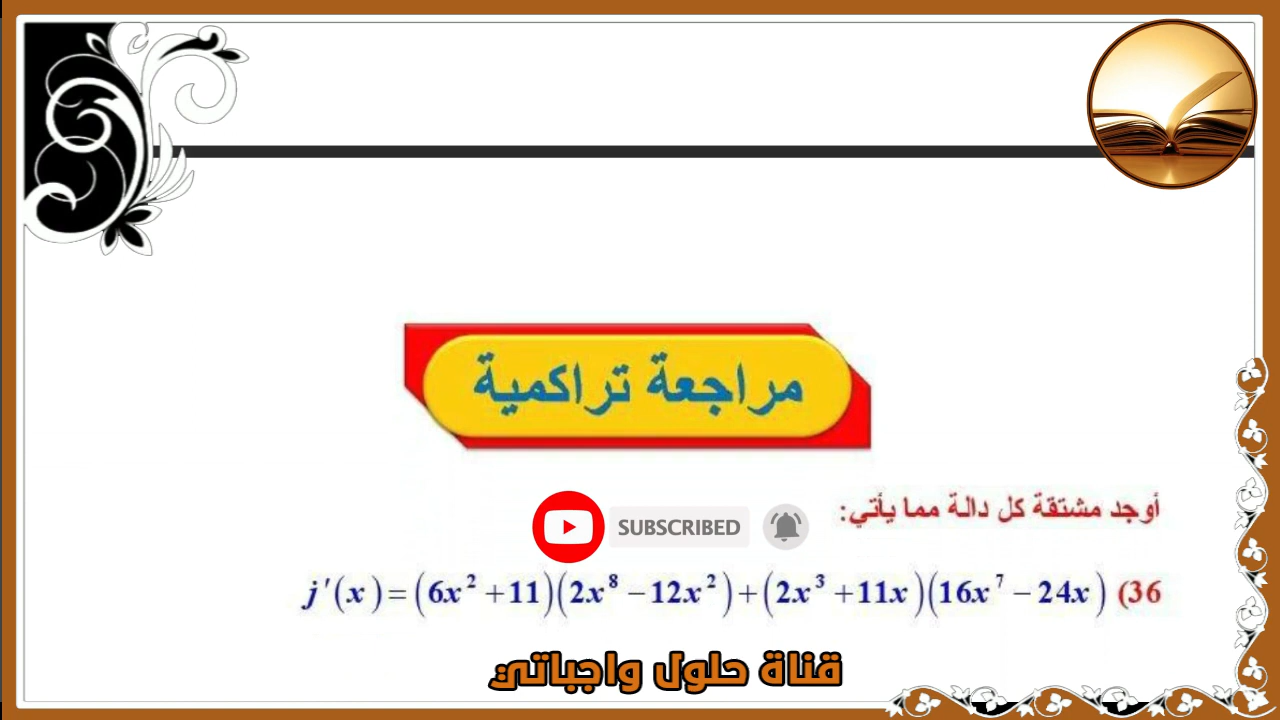 مراجعة تراكمية
أوجد مشتقة كل دالة مما يأتي:
SUBSCRIBED
j′(x) = (6x² + 11)(2x⁸ − 12x²) + (2x³ + 11x)(16x⁷ − 24x) (36
قناة حلول واجباتي